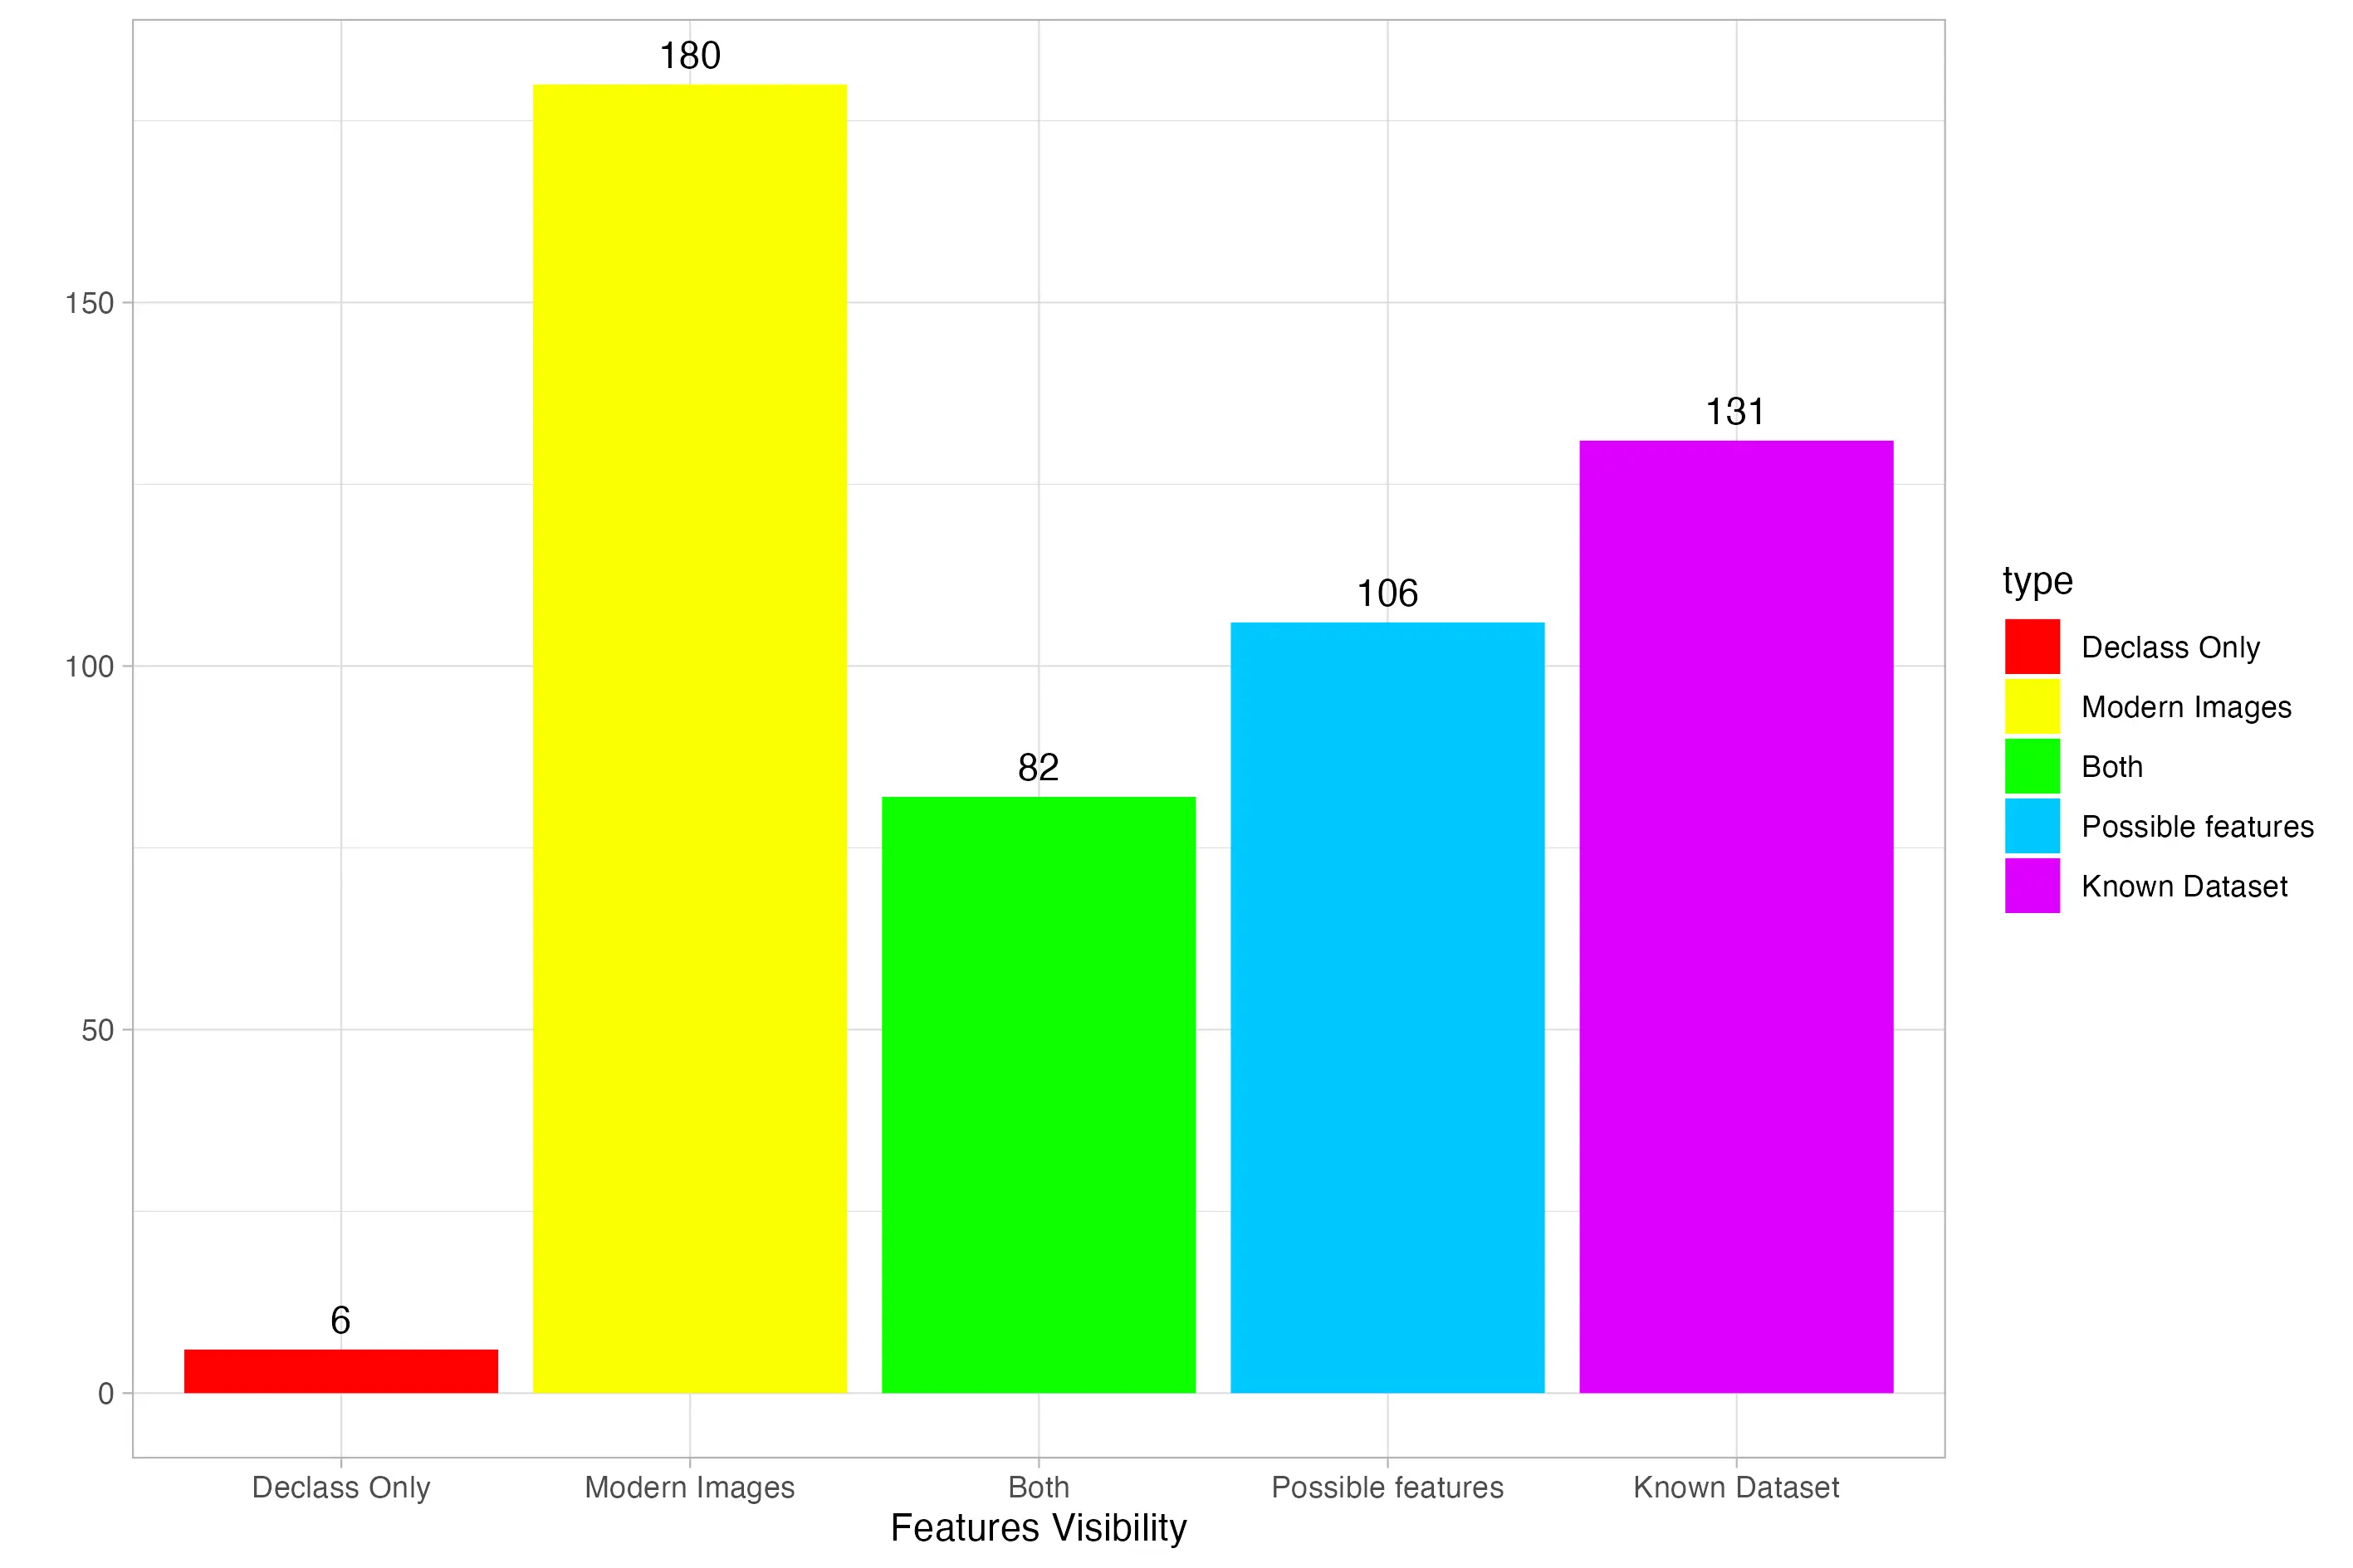 180
150
131
106
100
82
50
6
0
Declass Only
Modern Images
Both
Possible features
Known Dataset
Features Visibility
type
Declass Only
Modern Images
Both
Possible features
Known Dataset